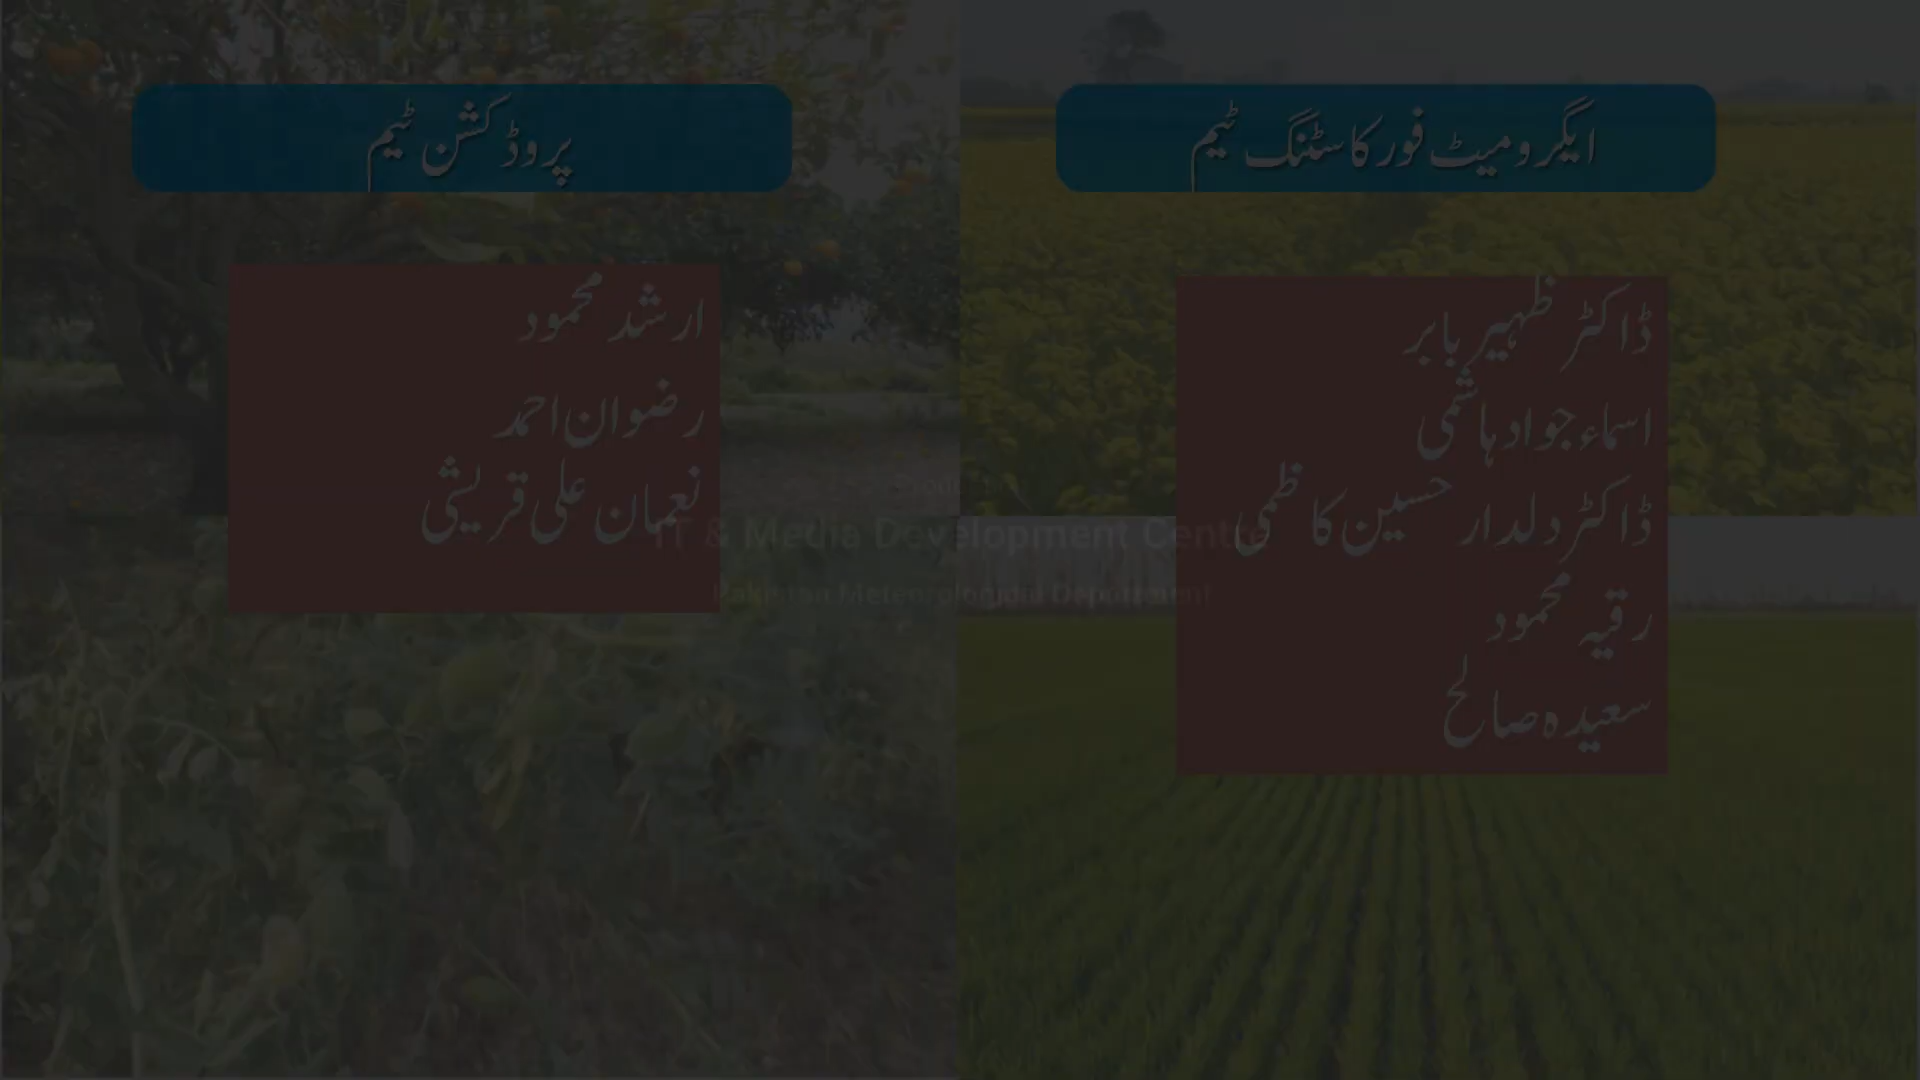 ایگرومیٹ فورکاسٹنگ ٹیم
ڈاکٹر ظہیر بابر
اسماء جواد ہاشمی
ڈاکٹر دلدار حسین کاظمی
رقیہ محمود
سعیدہ صالح
پروڈکشن ٹیم
ارشد محمود
رضوان احمد
نعمان علی قریشی
IT & Media Development Centre
Pakistan Meteorological Department